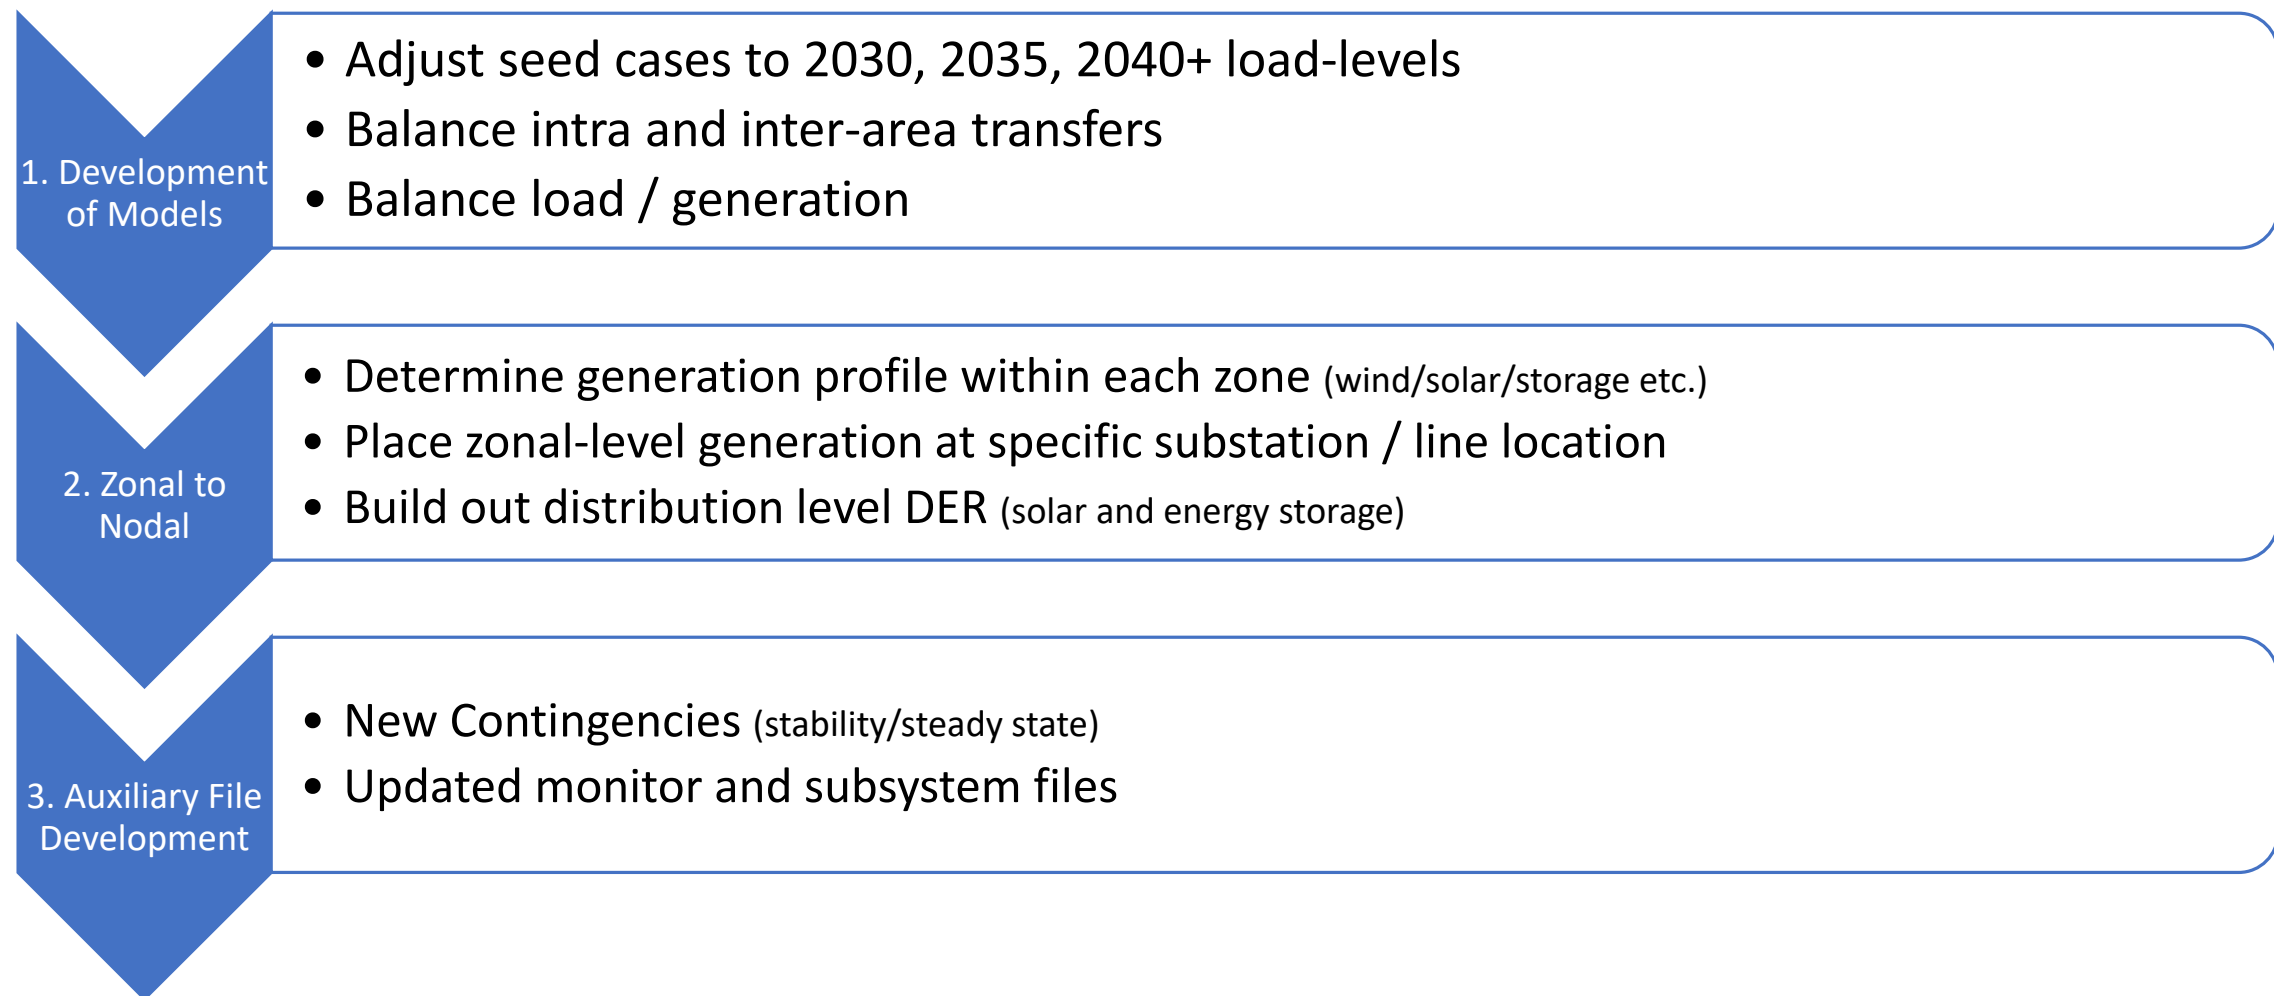 1. Development
of Models
• Adjust seed cases to 2030, 2035, 2040+ load-levels
• Balance intra and inter-area transfers
• Balance load / generation
2. Zonal to
Nodal
• Determine generation profile within each zone (wind/solar/storage etc.)
• Place zonal-level generation at specific substation / line location
• Build out distribution level DER (solar and energy storage)
3. Auxiliary File
Development
• New Contingencies (stability/steady state)
• Updated monitor and subsystem files